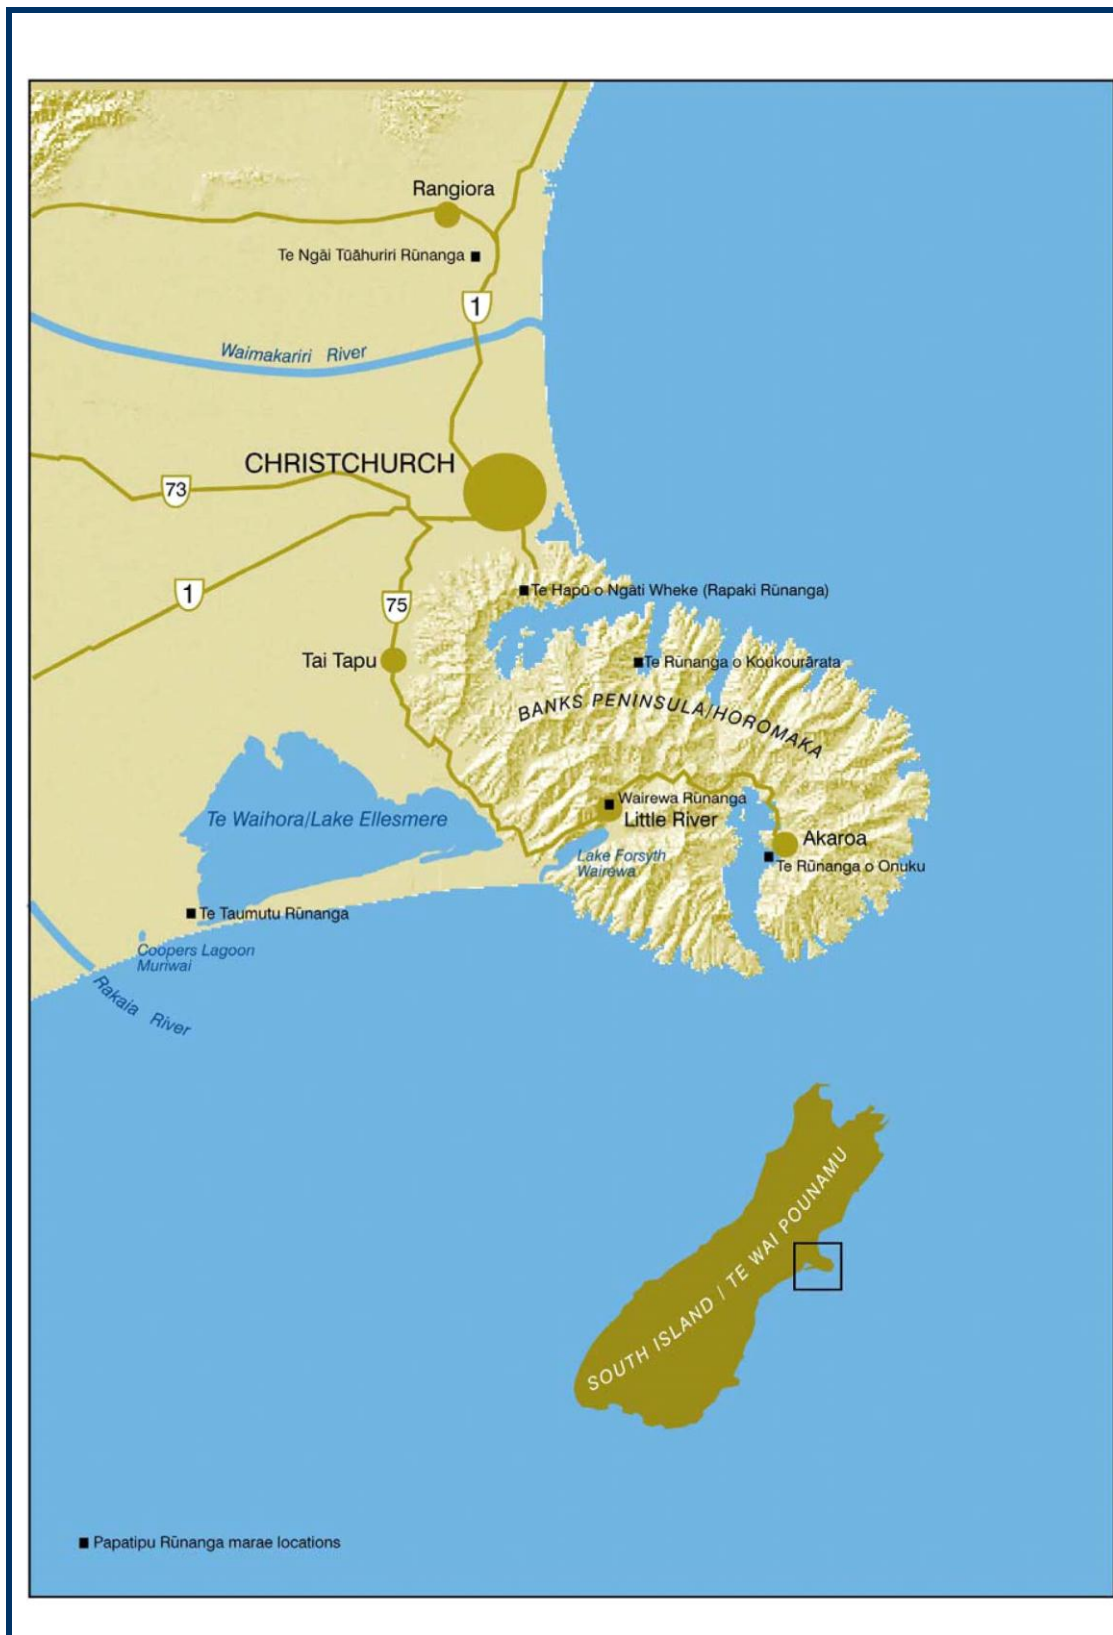 Rangiora
Te Ngāi Tūāhuriri Rūnanga
1
Waimakariri River
CHRISTCHURCH
73
1
75
Te Hapū o Ngāti Wheke (Rapaki Rūnanga)
Tai Tapu
Te Rūnanga o Koukourārata
BANKS PENINSULA/HOROMAKA
Wairewa Rūnanga
Little River
Te Waihora/Lake Ellesmere
Akaroa
Lake Forsyth
Wairewa
Te Rūnanga o Onuku
Te Taumutu Rūnanga
Coopers Lagoon
Muriwai
Rakaia River
SOUTH ISLAND / TE WAI POUNAMU
Papatipu Rūnanga marae locations